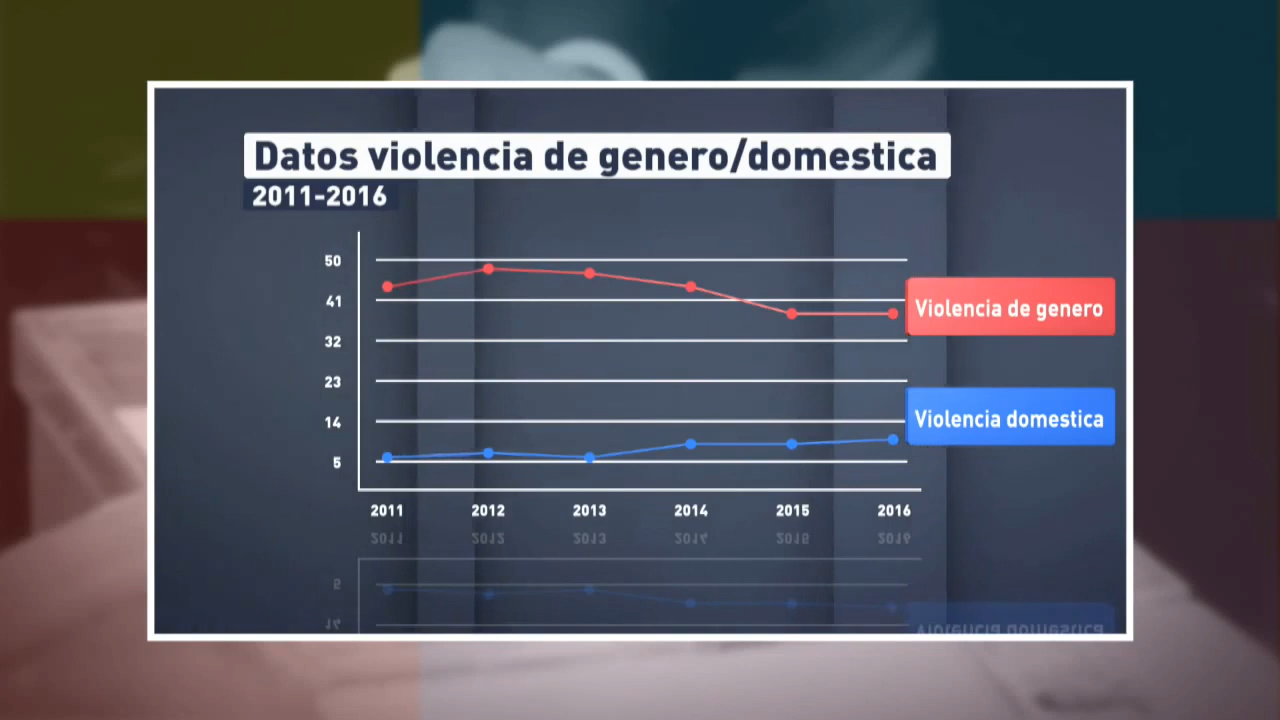 Datos violencia de genero/domestica
2011-2016
50
41
32
23
14
5
Violencia de genero
Violencia domestica
2011 2012 2013 2014 2015 2016